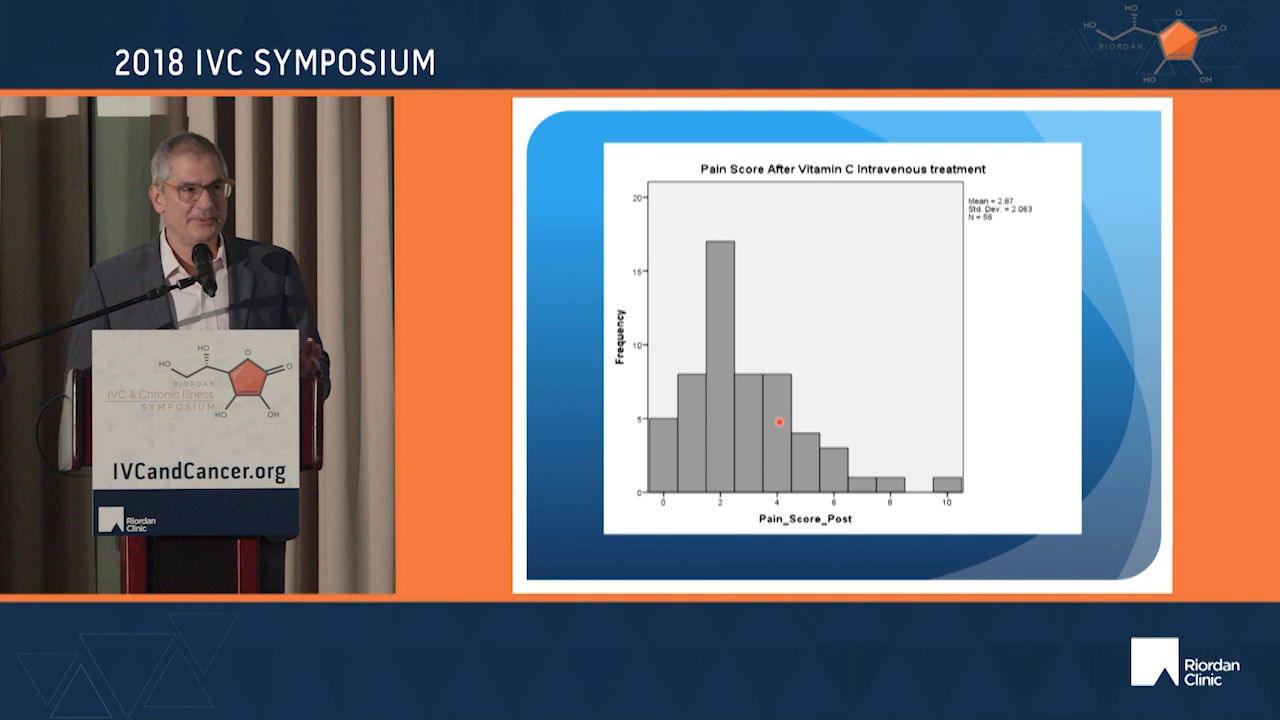 2018 IVC SYMPOSIUM
HO
HO
RIORDAN
O
O
HO
OH
HO
HO
O
O
RIORDAN
IVC & Chronic Illness
SYMPOSIUM
HO
OH
IVCandCancer.org
Riordan
Clinic
Pain Score After Vitamin C Intravenous treatment
Mean = 2.87
Std. Dev. = 2.063
N = 56
Frequency
20
15
10
5
0
0 2 4 6 8 10
Pain_Score_Post
Riordan
Clinic